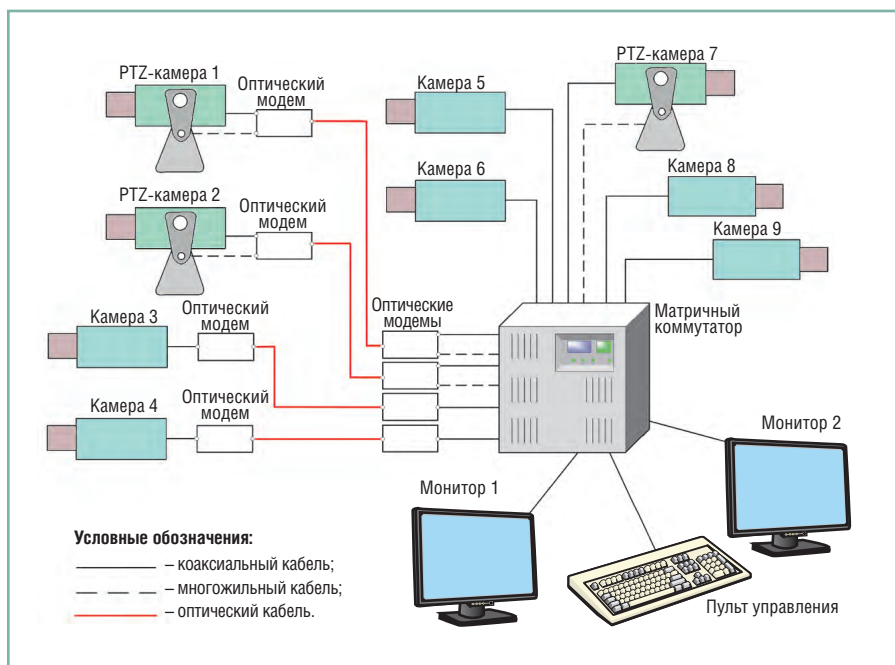 PTZ-камера 1
Оптический
модем
Камера 5
PTZ-камера 7
Камера 6
Камера 8
PTZ-камера 2
Оптический
модем
Камера 9
Камера 3
Оптический
модем
Оптические
модемы
Матричный
коммутатор
Камера 4
Оптический
модем
Монитор 2
Монитор 1
Условные обозначения:
– коаксиальный кабель;
– многожильный кабель;
– оптический кабель.
Пульт управления